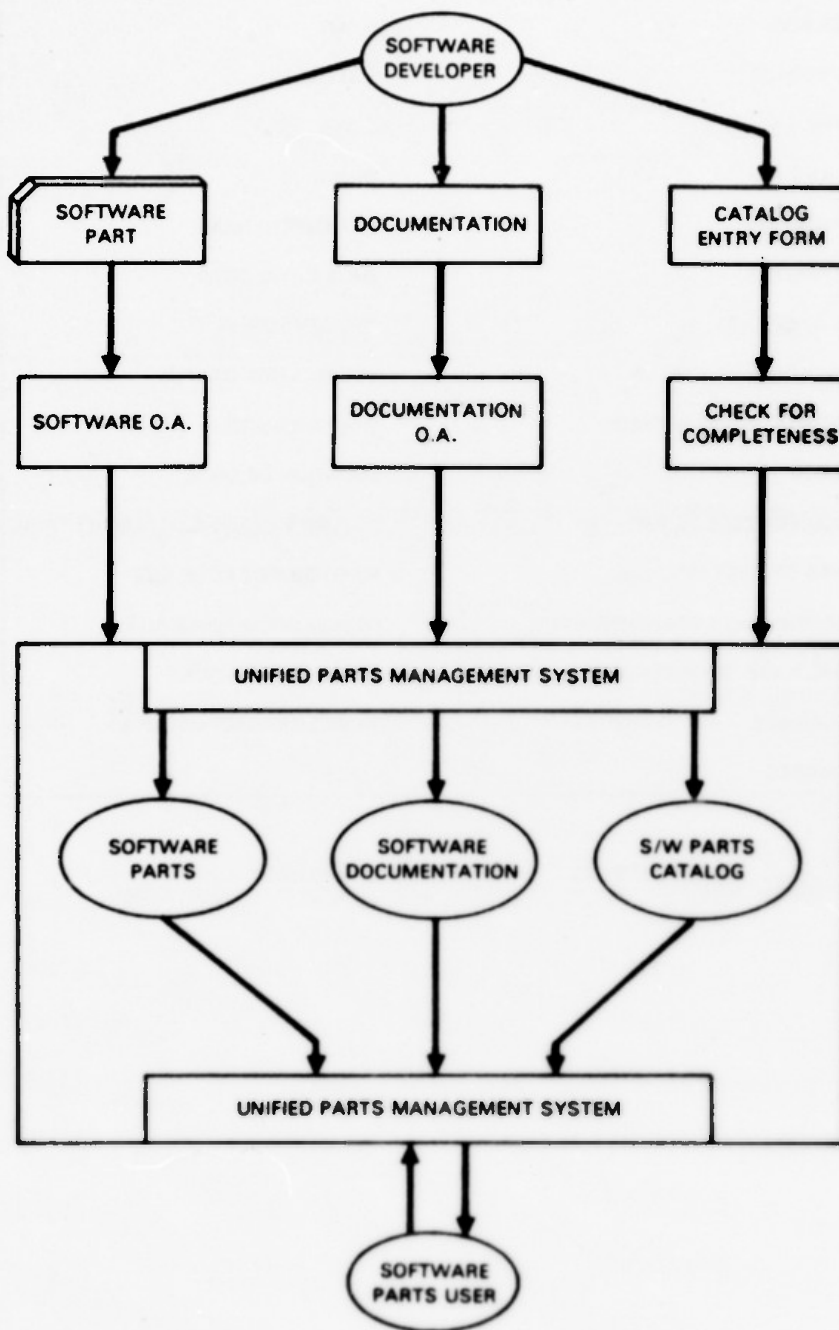 SOFTWARE
DEVELOPER
SOFTWARE
PART
DOCUMENTATION
CATALOG
ENTRY FORM
SOFTWARE O.A.
DOCUMENTATION
O.A.
CHECK FOR
COMPLETENESS
UNIFIED PARTS MANAGEMENT SYSTEM
SOFTWARE
PARTS
SOFTWARE
DOCUMENTATION
S/W PARTS
CATALOG
UNIFIED PARTS MANAGEMENT SYSTEM
SOFTWARE
PARTS USER